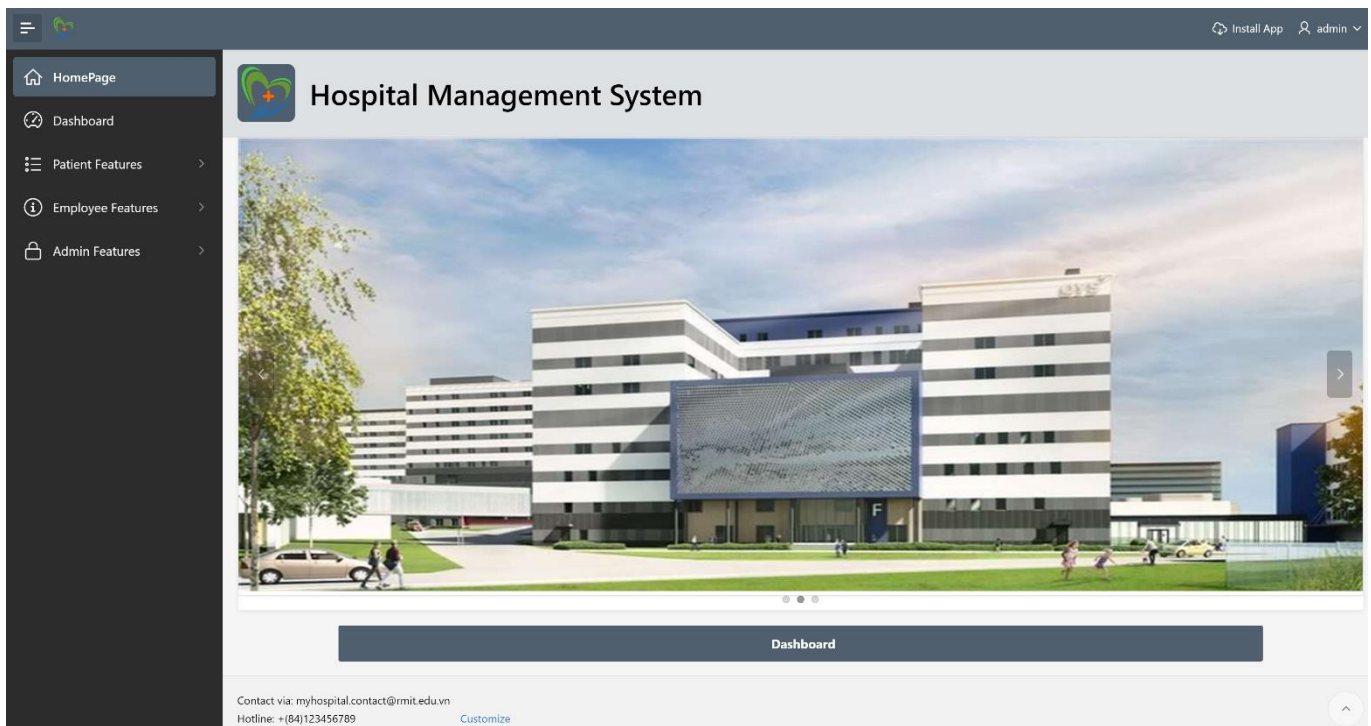 Install App admin
HomePage
Dashboard
Patient Features
Employee Features
Admin Features
Hospital Management System
OYS
F
Dashboard
Contact via: myhospital.contact@rmit.edu.vn
Hotline: +(84)123456789 Customize